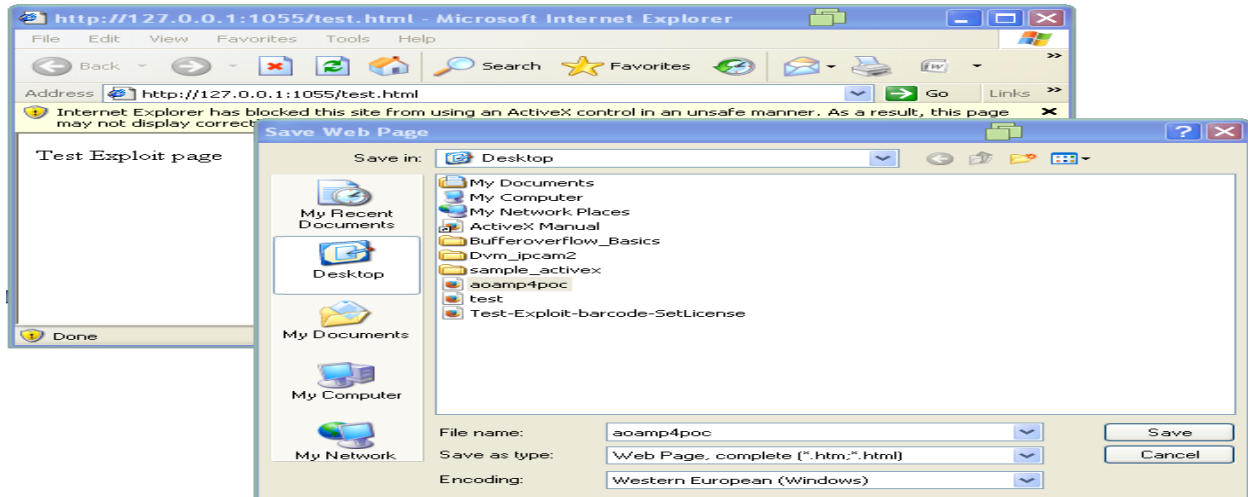 http://127.0.0.1:1055/test.html - Microsoft Internet Explorer
File Edit View Favorites Tools Help
Back Search Favorites
Address http://127.0.0.1:1055/test.html Go Links
Internet Explorer has blocked this site from using an ActiveX control in an unsafe manner. As a result, this page
may not display correct
Test Exploit page
Done
Save Web Page
Save in: Desktop
My Recent
Documents
Desktop
My Documents
My Computer
My Network
My Documents
My Computer
My Network Places
ActiveX Manual
Bufferoverflow_Basics
Dvm_ipcam2
sample_activex
aoamp4poc
test
Test-Exploit-barcode-SetLicense
File name: aoamp4poc Save
Save as type: Web Page, complete (*.htm;*.html) Cancel
Encoding: Western European (Windows)